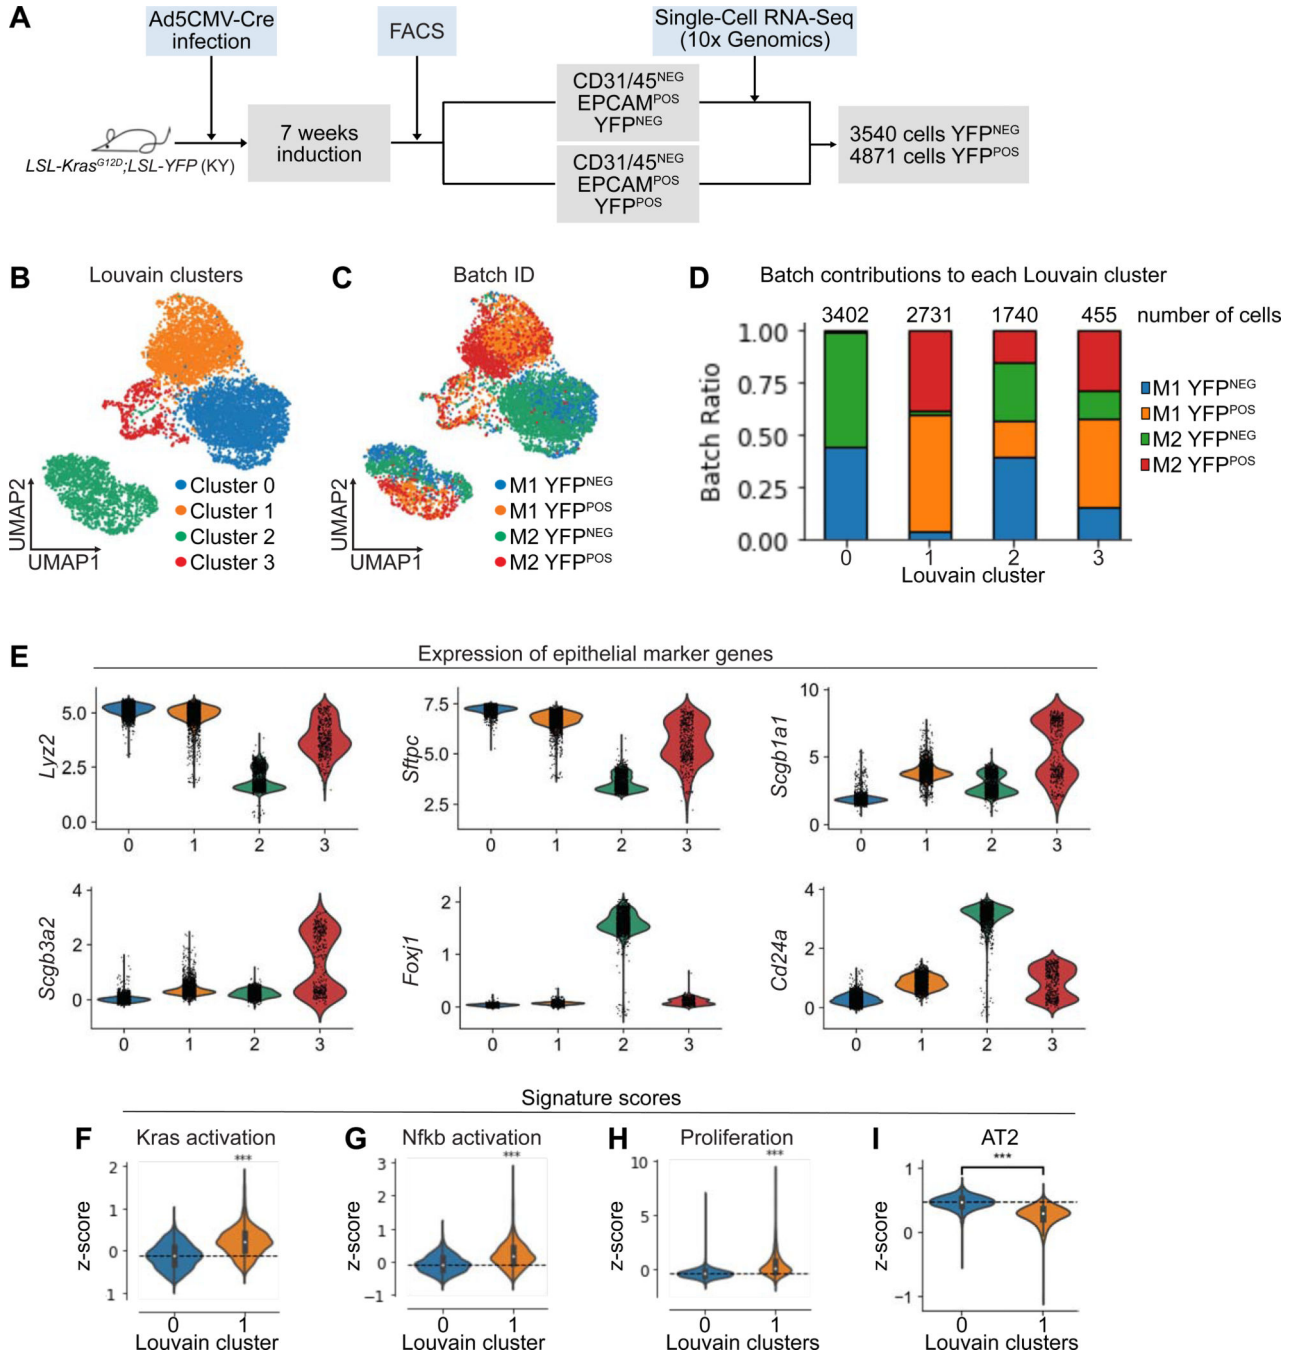 A
Ad5CMV-Cre
infection
FACS
Single-Cell RNA-Seq
(10x Genomics)
LSL-KrasG12D;LSL-YFP (KY)
7 weeks
induction
CD31/45NEG
EPCAMPOS
YFPNEG
CD31/45NEG
EPCAMPOS
YFPPOS
3540 cells YFPNEG
4871 cells YFPPOS
B
Louvain clusters
UMAP2
UMAP1
Cluster 0
Cluster 1
Cluster 2
Cluster 3
C
Batch ID
UMAP2
UMAP1
M1 YFPNEG
M1 YFPPOS
M2 YFPNEG
M2 YFPPOS
D
Batch contributions to each Louvain cluster
3402 2731 1740 455 number of cells
Batch Ratio
1.00
0.75
0.50
0.25
0.00
0 1 2 3
Louvain cluster
M1 YFPNEG
M1 YFPPOS
M2 YFPNEG
M2 YFPPOS
E
Expression of epithelial marker genes
Lyz2
5.0
2.5
0.0
0 1 2 3
Sftpc
7.5
5.0
2.5
0 1 2 3
Scgb1a1
10
5
0
0 1 2 3
Scgb3a2
4
2
0
0 1 2 3
Foxj1
2
1
0
0 1 2 3
Cd24a
4
2
0
0 1 2 3
Signature scores
F
Kras activation
***
z-score
2
1
0
1
0 1
Louvain cluster
G
Nfkb activation
***
z-score
3
2
1
0
−1
0 1
Louvain cluster
H
Proliferation
***
z-score
10
5
0
0 1
Louvain clusters
I
AT2
***
z-score
1
0
−1
0 1
Louvain clusters